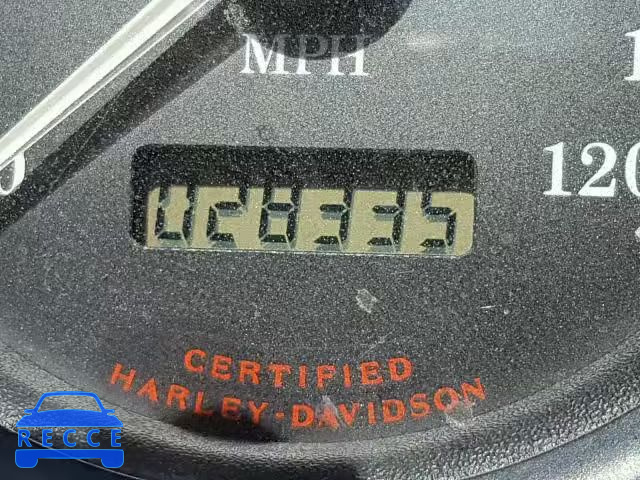 MPH
120
CERTIFIED
HARLEY-DAVIDSON
RECCE